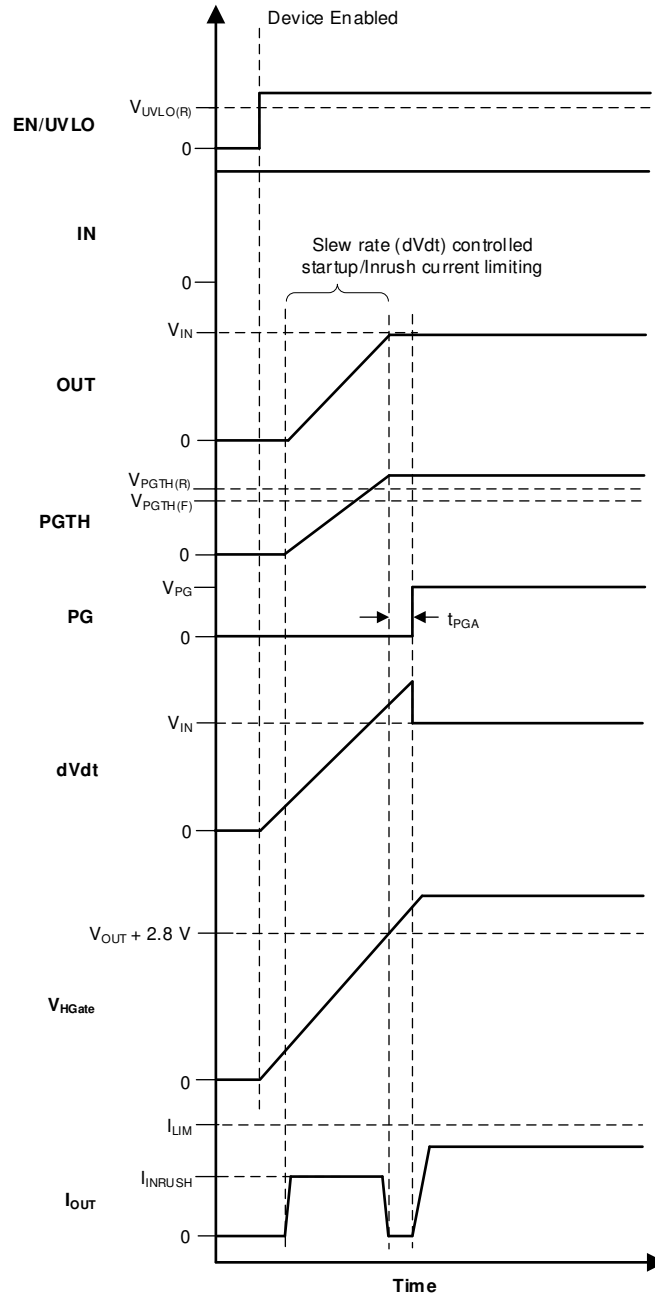 Device Enabled
V_UVLO(R)
EN/UVLO
0
IN
0
Slew rate (dVdt) controlled
startup/Inrush current limiting
V_IN
OUT
0
V_PGTH(R)
V_PGTH(F)
PGTH
0
V_PG
PG
0
t_PGA
V_IN
dVdt
0
V_OUT + 2.8 V
V_HGate
0
I_LIM
I_INRUSH
I_OUT
0
Time